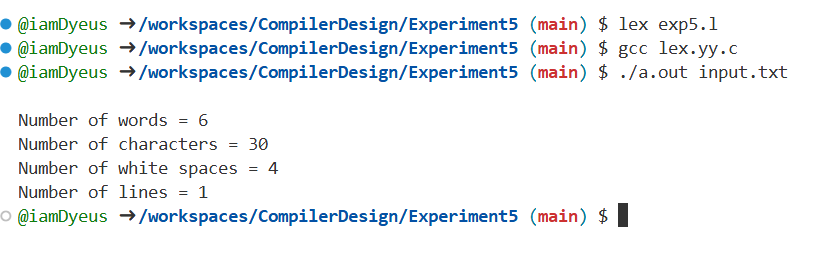 @iamDyeus ➜/workspaces/CompilerDesign/Experiment5 (main) $ lex exp5.l
@iamDyeus ➜/workspaces/CompilerDesign/Experiment5 (main) $ gcc lex.yy.c
@iamDyeus ➜/workspaces/CompilerDesign/Experiment5 (main) $ ./a.out input.txt
Number of words = 6
Number of characters = 30
Number of white spaces = 4
Number of lines = 1
@iamDyeus ➜/workspaces/CompilerDesign/Experiment5 (main) $